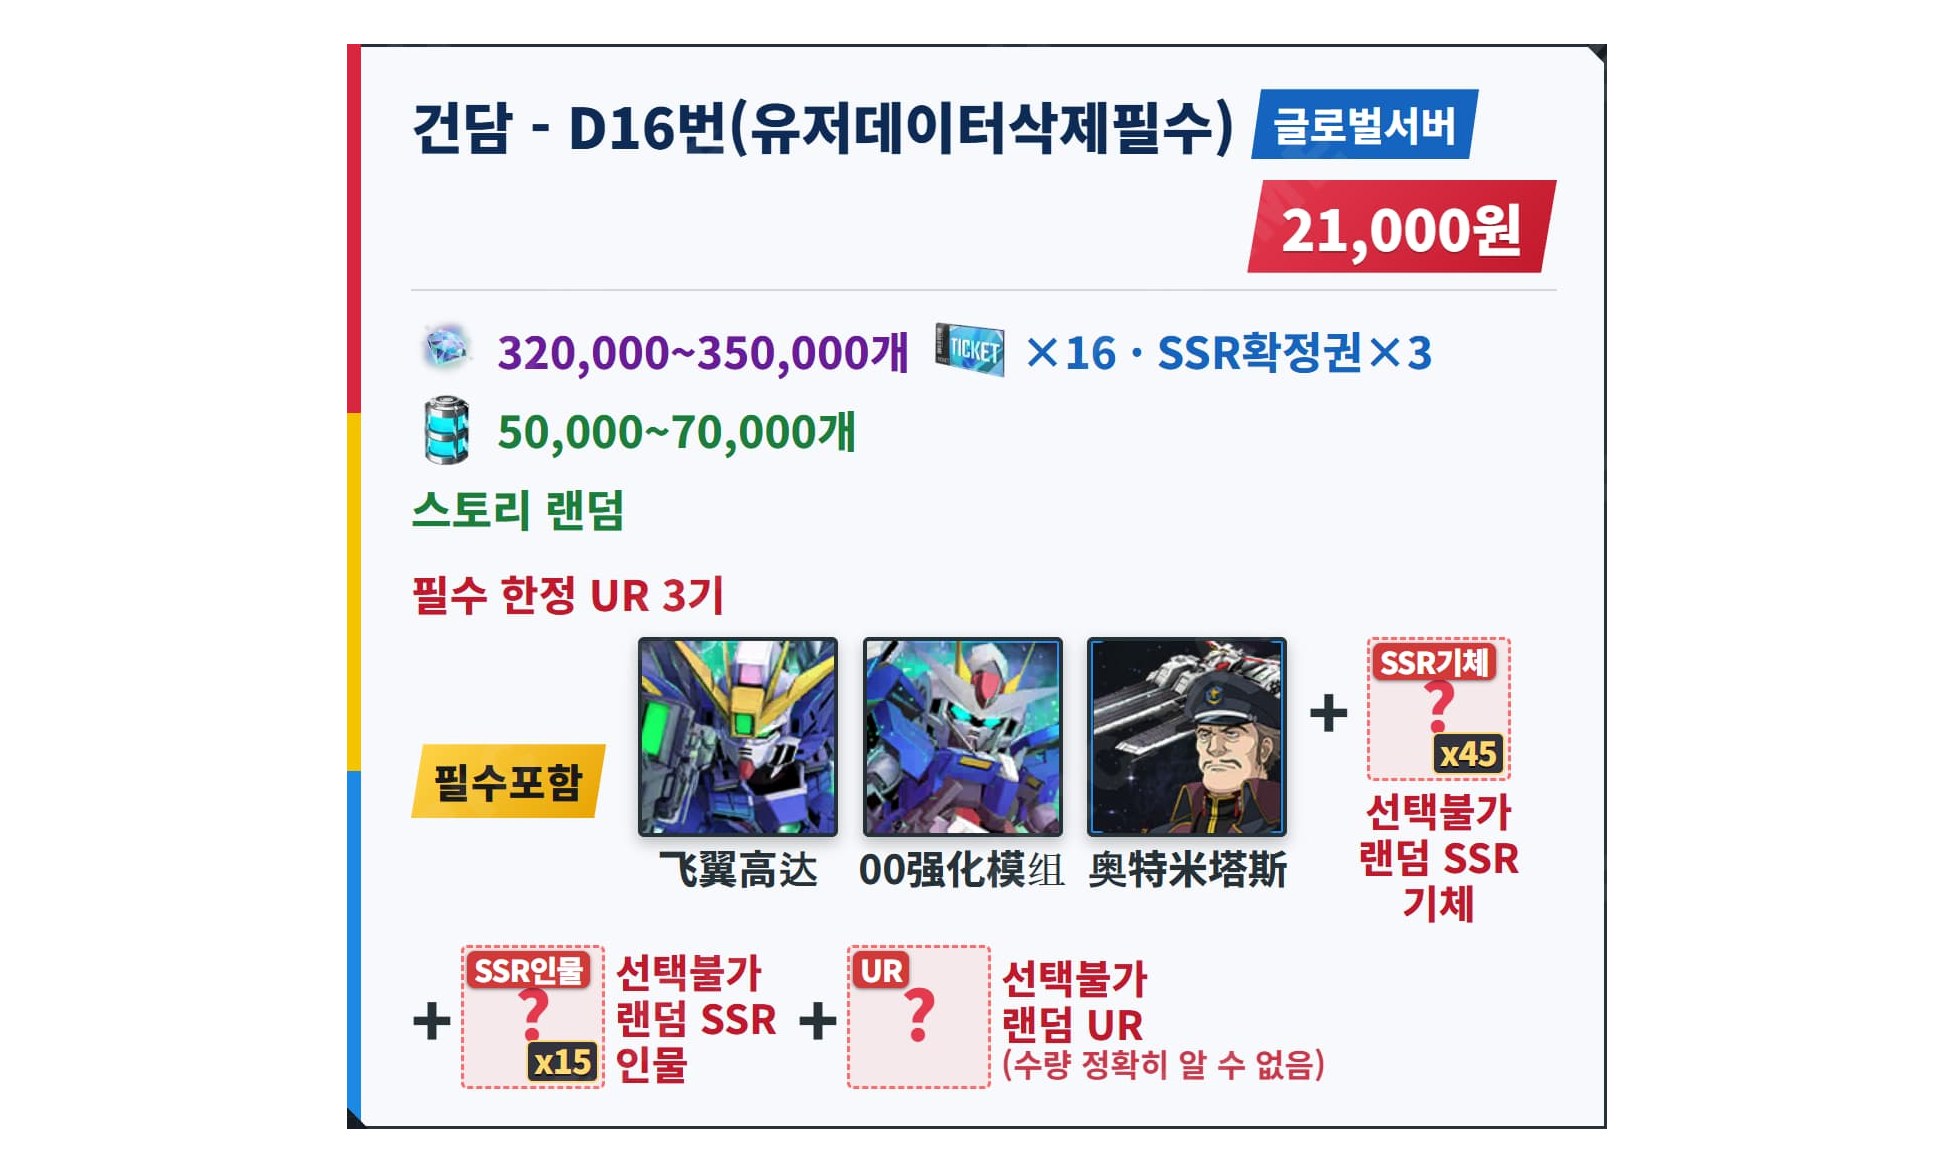 건담 - D16번(유저데이터삭제필수) 글로벌서버
21,000원
320,000~350,000개 TICKET ×16 · SSR확정권×3
50,000~70,000개
스토리 랜덤
필수 한정 UR 3기
필수포함
飞翼高达
00强化模组
奥特米塔斯
+
SSR기체
?
x45
선택불가
랜덤 SSR
기체
+
SSR인물
?
x15
선택불가
랜덤 SSR
인물
+
UR
?
선택불가
랜덤 UR
(수량 정확히 알 수 없음)